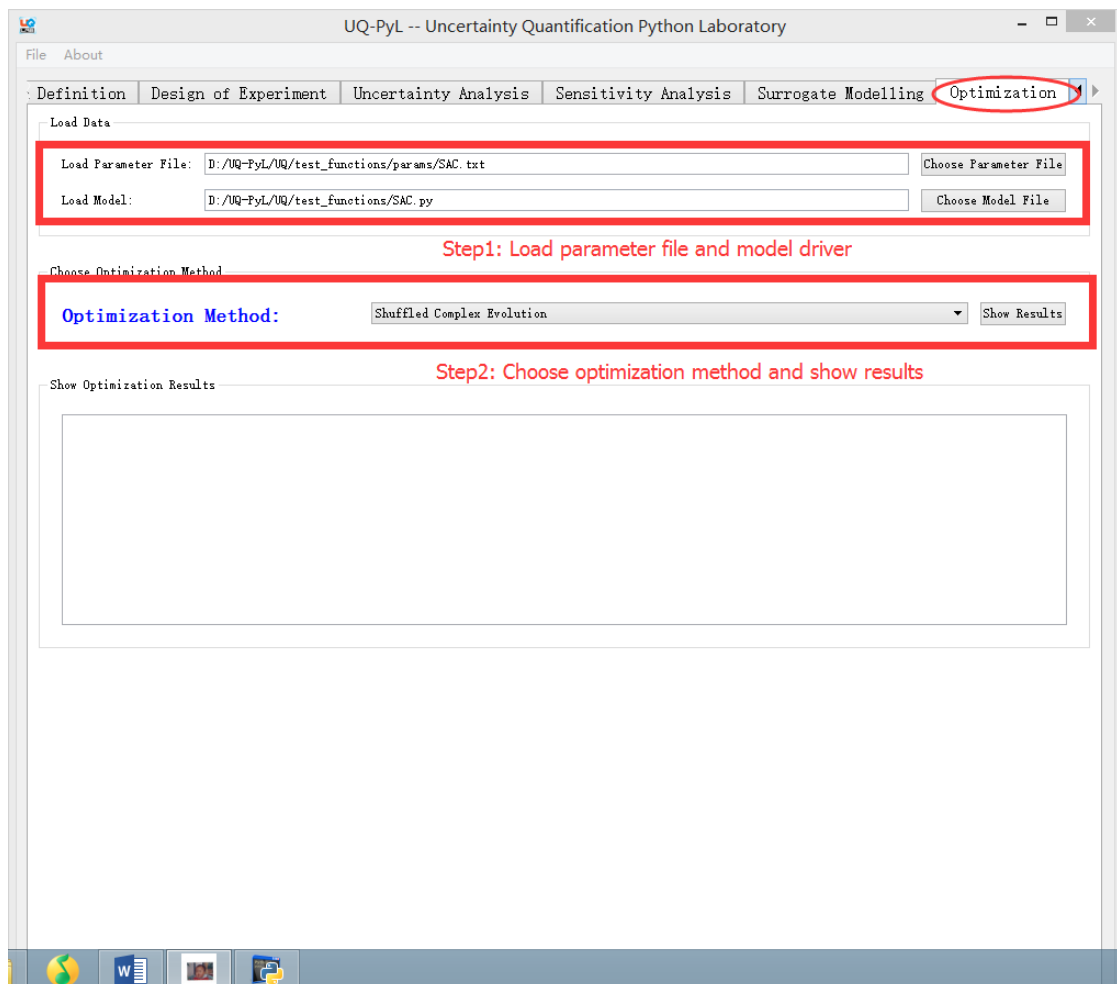 UQ-PyL -- Uncertainty Quantification Python Laboratory
File About
Definition Design of Experiment Uncertainty Analysis Sensitivity Analysis Surrogate Modelling Optimization
Load Data
Load Parameter File: D:/UQ-PyL/UQ/test_functions/params/SAC.txt Choose Parameter File
Load Model: D:/UQ-PyL/UQ/test_functions/SAC.py Choose Model File
Step1: Load parameter file and model driver
Choose Optimization Method
Optimization Method: Shuffled Complex Evolution Show Results
Step2: Choose optimization method and show results
Show Optimization Results